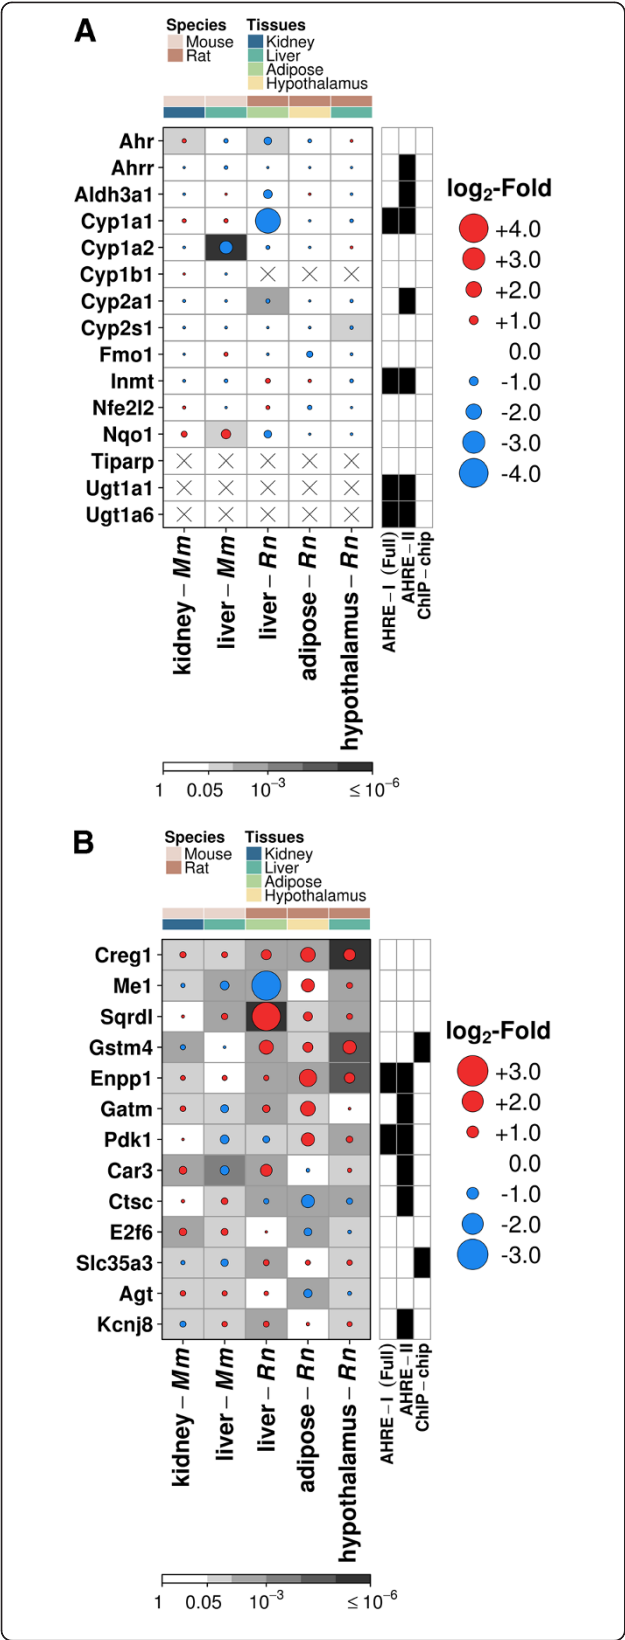 A
Species Tissues
Mouse Kidney
Rat Liver
Adipose
Hypothalamus
Ahr
Ahrr
Aldh3a1
Cyp1a1
Cyp1a2
Cyp1b1
Cyp2a1
Cyp2s1
Fmo1
Inmt
Nfe2l2
Nqo1
Tiparp
Ugt1a1
Ugt1a6
log2-Fold
+4.0
+3.0
+2.0
+1.0
0.0
-1.0
-2.0
-3.0
-4.0
kidney – Mm
liver – Mm
liver – Rn
adipose – Rn
hypothalamus – Rn
AHRE – I (Full)
AHRE – II
ChIP – chip
1 0.05 10−3 ≤ 10−6
B
Species Tissues
Mouse Kidney
Rat Liver
Adipose
Hypothalamus
Creg1
Me1
Sqrdl
Gstm4
Enpp1
Gatm
Pdk1
Car3
Ctsc
E2f6
Slc35a3
Agt
Kcnj8
log2-Fold
+3.0
+2.0
+1.0
0.0
-1.0
-2.0
-3.0
kidney – Mm
liver – Mm
liver – Rn
adipose – Rn
hypothalamus – Rn
AHRE – I (Full)
AHRE – II
ChIP – chip
1 0.05 10−3 ≤ 10−6